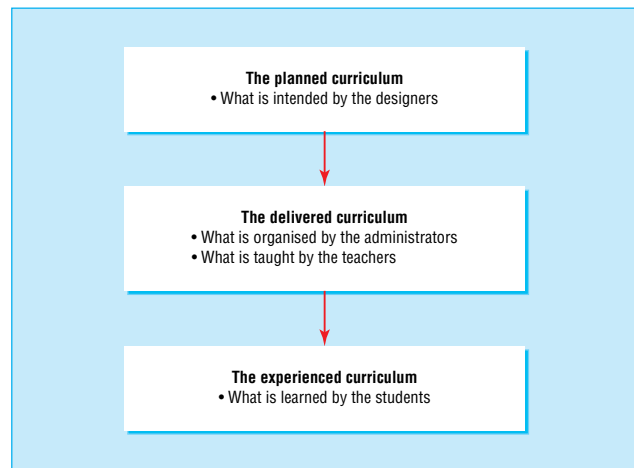 The planned curriculum
• What is intended by the designers
The delivered curriculum
• What is organised by the administrators
• What is taught by the teachers
The experienced curriculum
• What is learned by the students